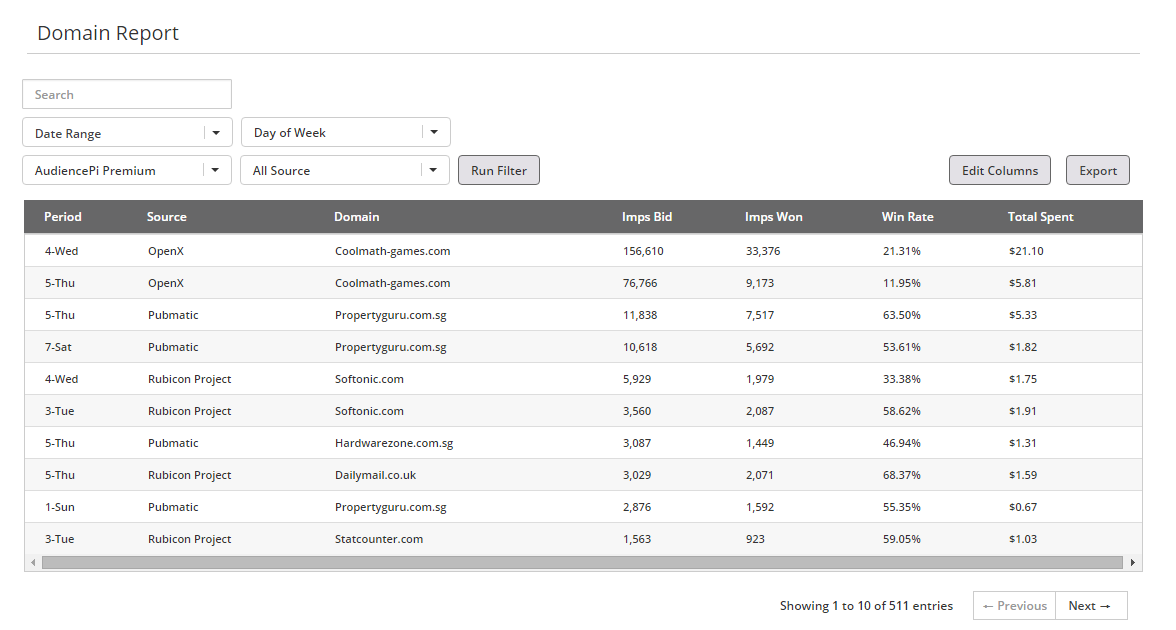 Domain Report
Search
Date Range Day of Week
AudiencePi Premium All Source Run Filter Edit Columns Export
Period Source Domain Imps Bid Imps Won Win Rate Total Spent
4-Wed OpenX Coolmath-games.com 156,610 33,376 21.31% $21.10
5-Thu OpenX Coolmath-games.com 76,766 9,173 11.95% $5.81
5-Thu Pubmatic Propertyguru.com.sg 11,838 7,517 63.50% $5.33
7-Sat Pubmatic Propertyguru.com.sg 10,618 5,692 53.61% $1.82
4-Wed Rubicon Project Softonic.com 5,929 1,979 33.38% $1.75
3-Tue Rubicon Project Softonic.com 3,560 2,087 58.62% $1.91
5-Thu Pubmatic Hardwarezone.com.sg 3,087 1,449 46.94% $1.31
5-Thu Rubicon Project Dailymail.co.uk 3,029 2,071 68.37% $1.59
1-Sun Pubmatic Propertyguru.com.sg 2,876 1,592 55.35% $0.67
3-Tue Rubicon Project Statcounter.com 1,563 923 59.05% $1.03
Showing 1 to 10 of 511 entries ← Previous Next →